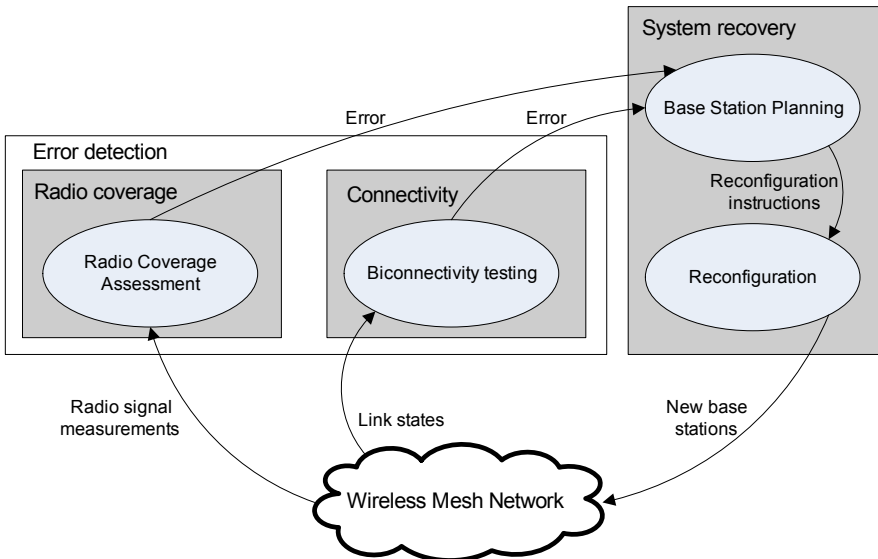 System recovery
Base Station Planning
Error
Error
Error detection
Radio coverage
Connectivity
Reconfiguration
instructions
Radio Coverage
Assessment
Biconnectivity testing
Reconfiguration
Radio signal
measurements
Link states
New base
stations
Wireless Mesh Network